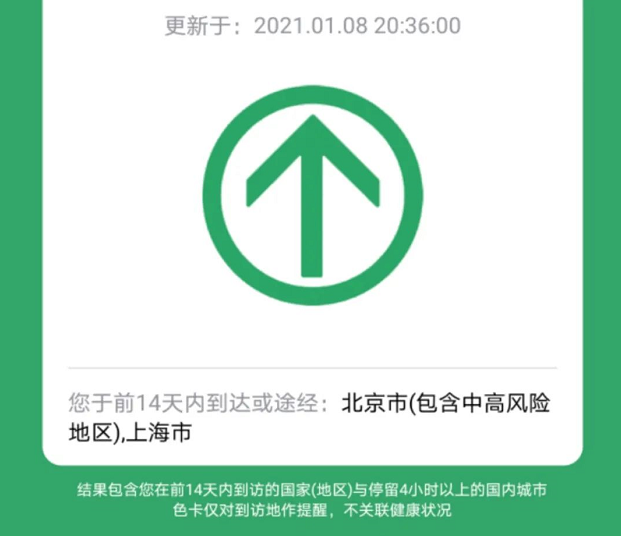 更新于：2021.01.08 20:36:00
您于前14天内到达或途经：北京市(包含中高风险
地区),上海市
结果包含您在前14天内到访的国家(地区)与停留4小时以上的国内城市
色卡仅对到访地作提醒，不关联健康状况